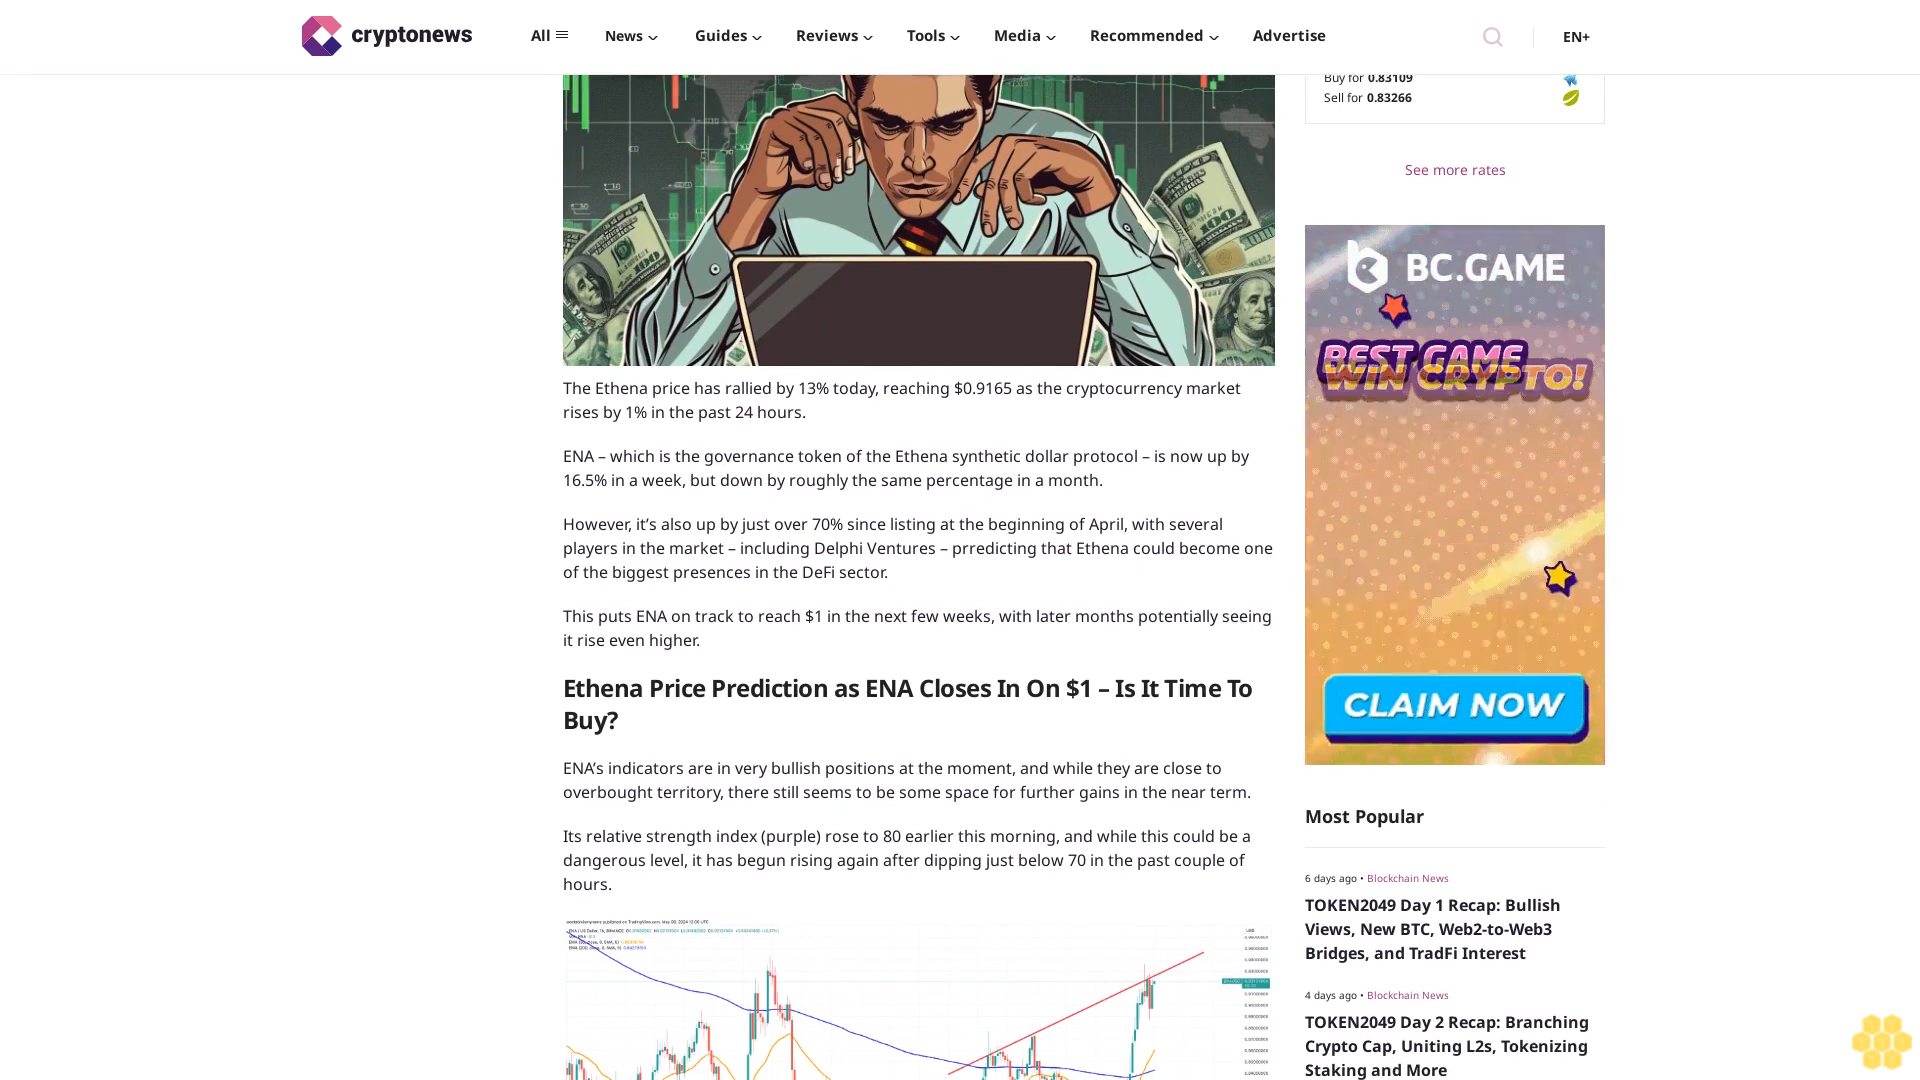 cryptonews
All
News
Guides
Reviews
Tools
Media
Recommended
Advertise
EN+
Buy for 0.83109
Sell for 0.83266
See more rates
100
100
BC.GAME
BEST GAME
WIN CRYPTO!
CLAIM NOW
The Ethena price has rallied by 13% today, reaching $0.9165 as the cryptocurrency market
rises by 1% in the past 24 hours.
ENA – which is the governance token of the Ethena synthetic dollar protocol – is now up by
16.5% in a week, but down by roughly the same percentage in a month.
However, it’s also up by just over 70% since listing at the beginning of April, with several
players in the market – including Delphi Ventures – prredicting that Ethena could become one
of the biggest presences in the DeFi sector.
This puts ENA on track to reach $1 in the next few weeks, with later months potentially seeing
it rise even higher.
Ethena Price Prediction as ENA Closes In On $1 – Is It Time To
Buy?
ENA’s indicators are in very bullish positions at the moment, and while they are close to
overbought territory, there still seems to be some space for further gains in the near term.
Its relative strength index (purple) rose to 80 earlier this morning, and while this could be a
dangerous level, it has begun rising again after dipping just below 70 in the past couple of
hours.
Most Popular
6 days ago • Blockchain News
TOKEN2049 Day 1 Recap: Bullish
Views, New BTC, Web2-to-Web3
Bridges, and TradFi Interest
4 days ago • Blockchain News
TOKEN2049 Day 2 Recap: Branching
Crypto Cap, Uniting L2s, Tokenizing
Staking and More